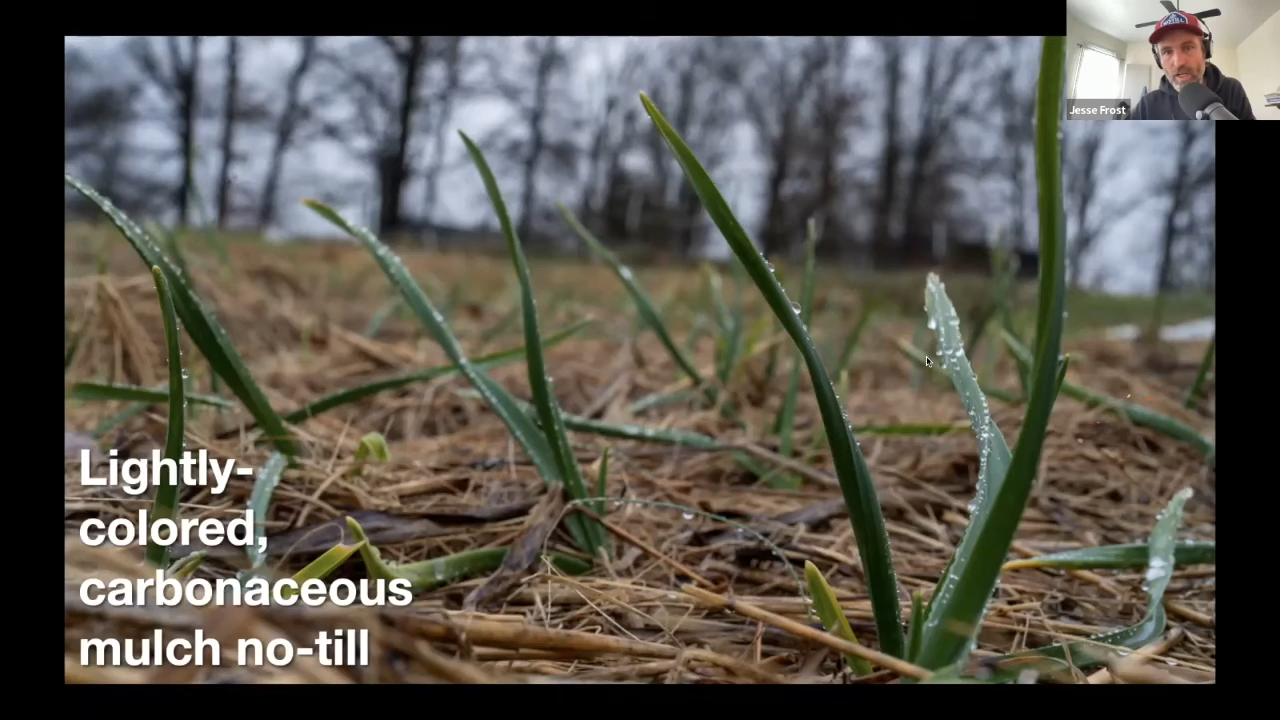 Jesse Frost
Lightly-
colored,
carbonaceous
mulch no-till